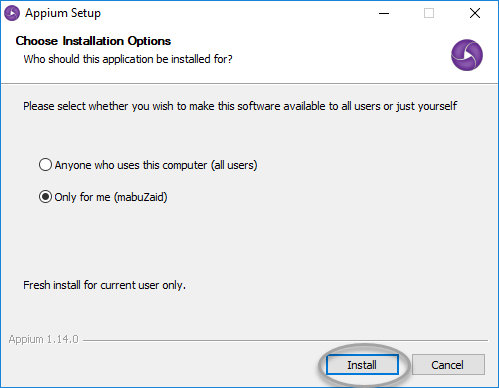 Appium Setup
Choose Installation Options
Who should this application be installed for?
Please select whether you wish to make this software available to all users or just yourself
Anyone who uses this computer (all users)
Only for me (mabuZaid)
Fresh install for current user only.
Appium 1.14.0
Install Cancel